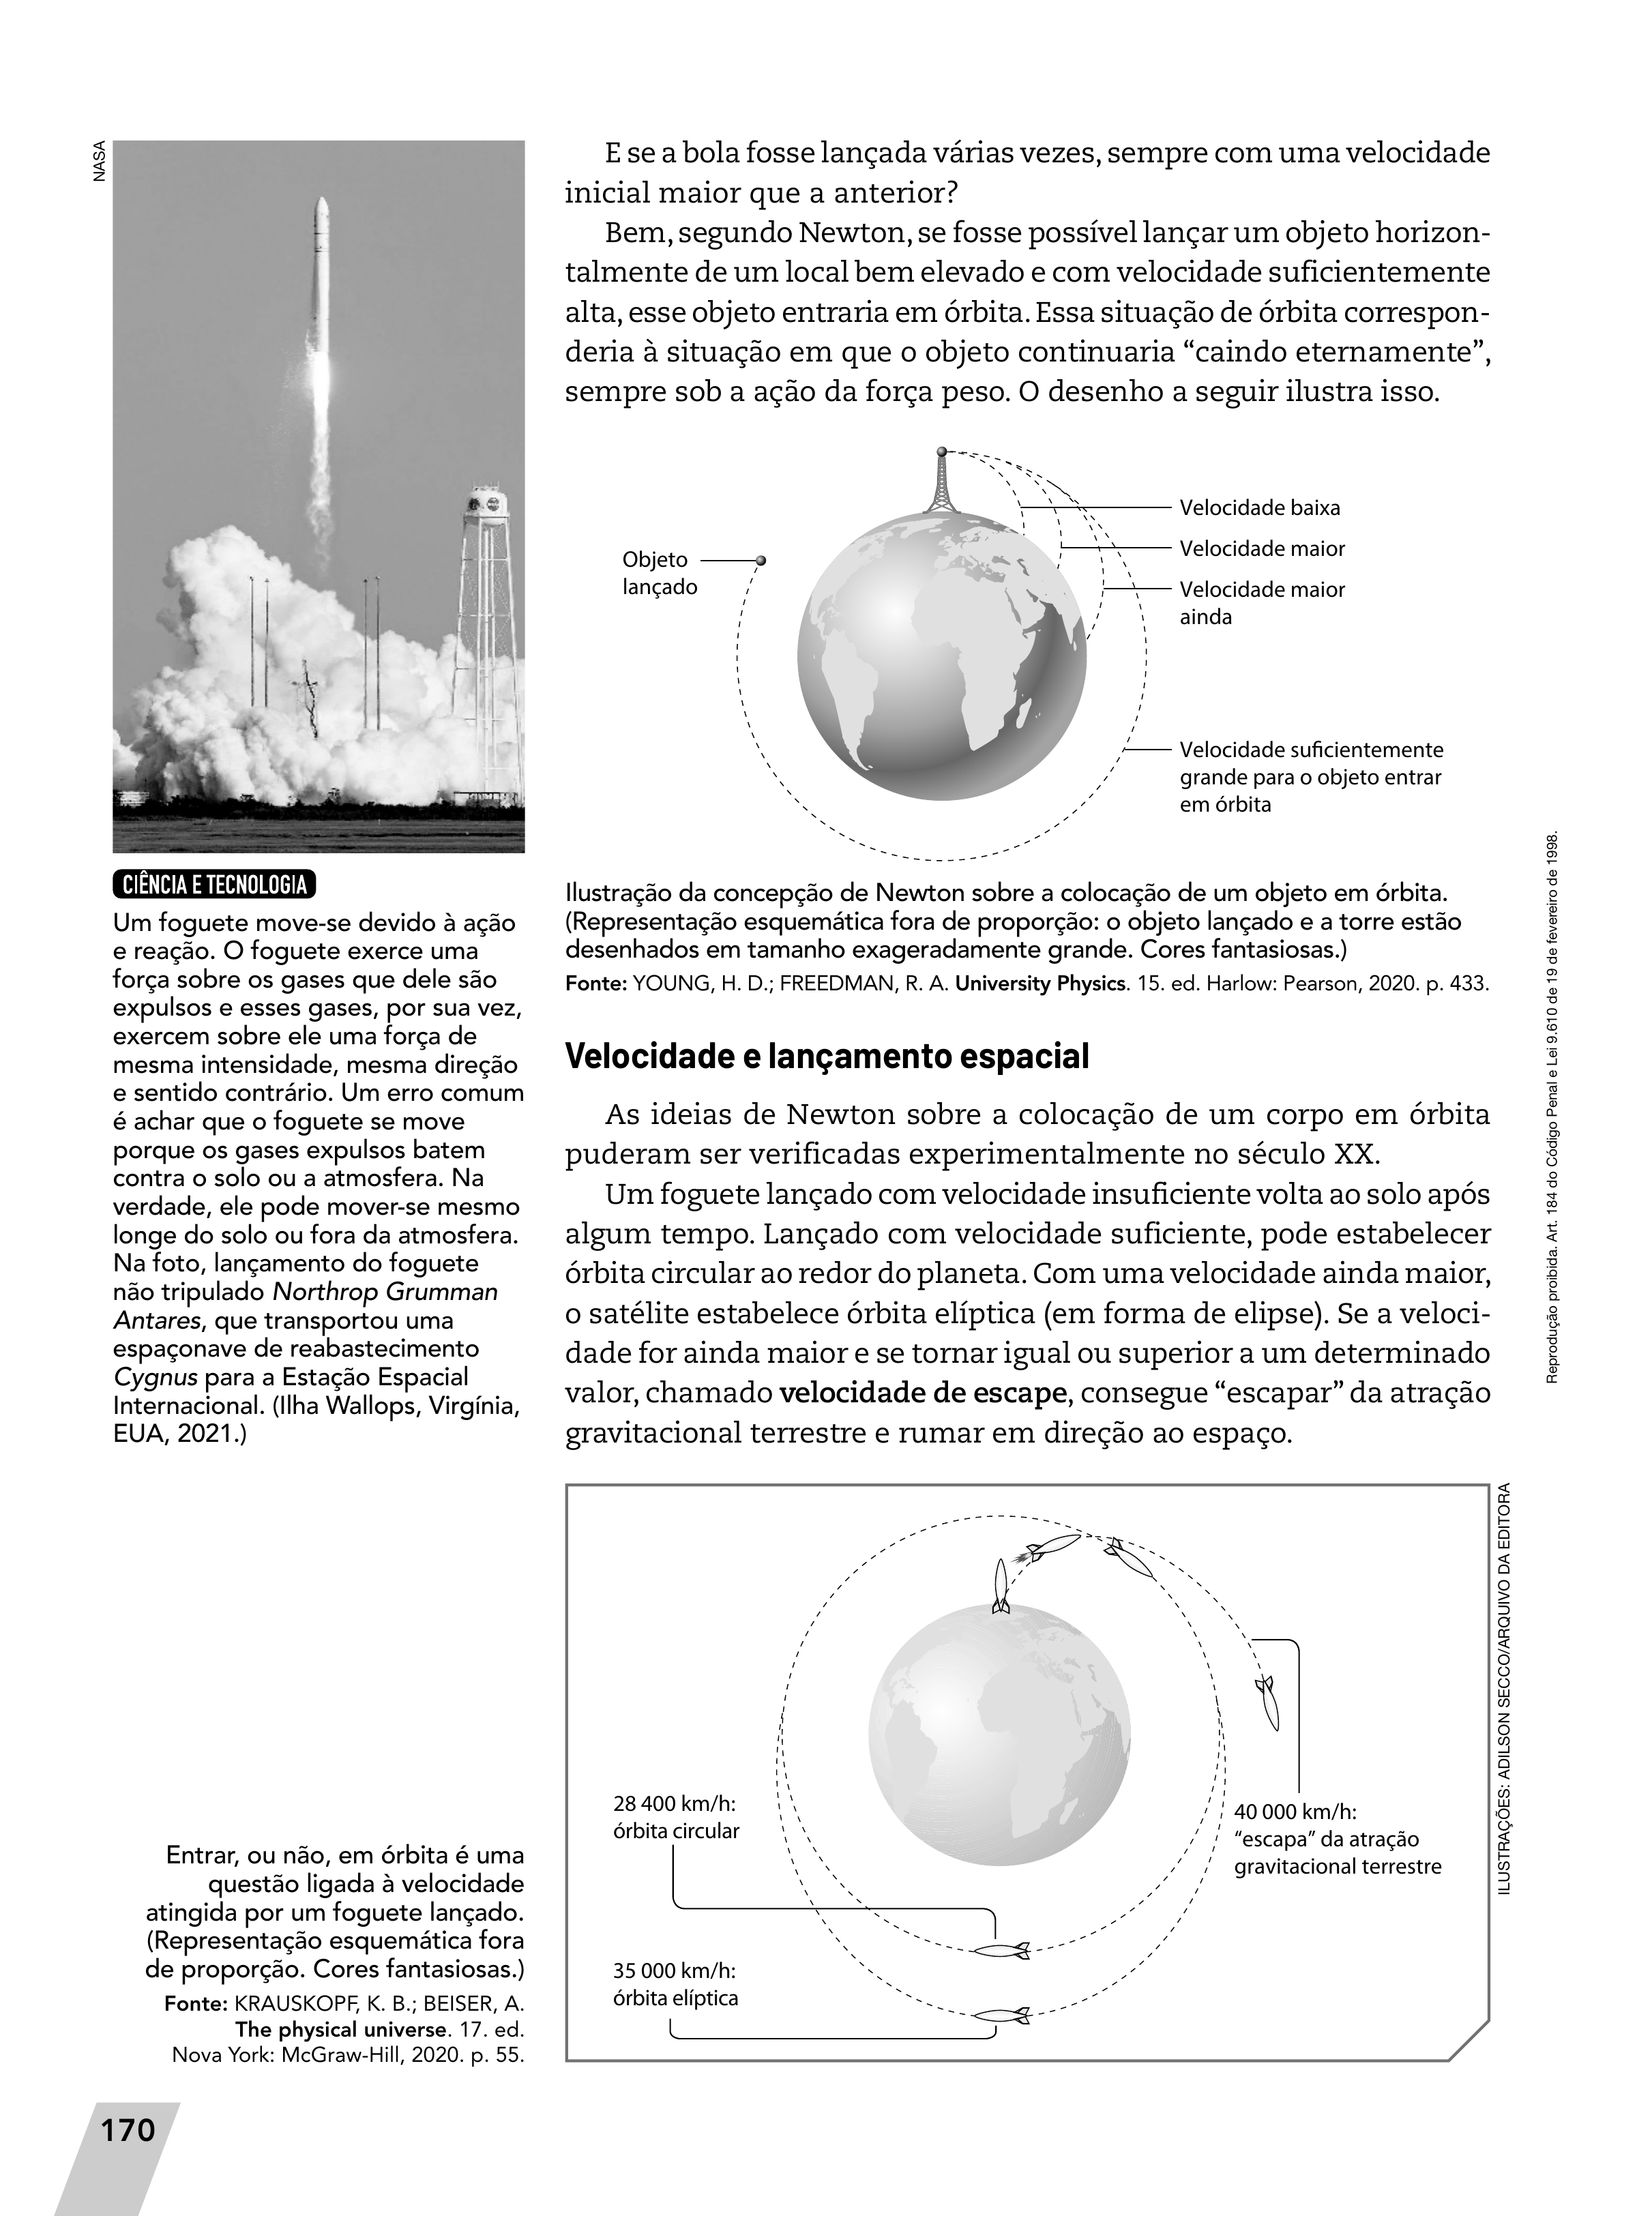 NASA
E se a bola fosse lançada várias vezes, sempre com uma velocidade
inicial maior que a anterior?
Bem, segundo Newton, se fosse possível lançar um objeto horizon-
talmente de um local bem elevado e com velocidade suficientemente
alta, esse objeto entraria em órbita. Essa situação de órbita correspon-
deria à situação em que o objeto continuaria “caindo eternamente”,
sempre sob a ação da força peso. O desenho a seguir ilustra isso.
Objeto
lançado
Velocidade baixa
Velocidade maior
Velocidade maior
ainda
Velocidade suficientemente
grande para o objeto entrar
em órbita
Ilustração da concepção de Newton sobre a colocação de um objeto em órbita.
(Representação esquemática fora de proporção: o objeto lançado e a torre estão
desenhados em tamanho exageradamente grande. Cores fantasiosas.)
Fonte: YOUNG, H. D.; FREEDMAN, R. A. University Physics. 15. ed. Harlow: Pearson, 2020. p. 433.
CIÊNCIA E TECNOLOGIA
Um foguete move-se devido à ação
e reação. O foguete exerce uma
força sobre os gases que dele são
expulsos e esses gases, por sua vez,
exercem sobre ele uma força de
mesma intensidade, mesma direção
e sentido contrário. Um erro comum
é achar que o foguete se move
porque os gases expulsos batem
contra o solo ou a atmosfera. Na
verdade, ele pode mover-se mesmo
longe do solo ou fora da atmosfera.
Na foto, lançamento do foguete
não tripulado Northrop Grumman
Antares, que transportou uma
espaçonave de reabastecimento
Cygnus para a Estação Espacial
Internacional. (Ilha Wallops, Virgínia,
EUA, 2021.)
Velocidade e lançamento espacial
As ideias de Newton sobre a colocação de um corpo em órbita
puderam ser verificadas experimentalmente no século XX.
Um foguete lançado com velocidade insuficiente volta ao solo após
algum tempo. Lançado com velocidade suficiente, pode estabelecer
órbita circular ao redor do planeta. Com uma velocidade ainda maior,
o satélite estabelece órbita elíptica (em forma de elipse). Se a veloci-
dade for ainda maior e se tornar igual ou superior a um determinado
valor, chamado velocidade de escape, consegue “escapar” da atração
gravitacional terrestre e rumar em direção ao espaço.
28 400 km/h:
órbita circular
35 000 km/h:
órbita elíptica
40 000 km/h:
“escapa” da atração
gravitacional terrestre
Entrar, ou não, em órbita é uma
questão ligada à velocidade
atingida por um foguete lançado.
(Representação esquemática fora
de proporção. Cores fantasiosas.)
Fonte: KRAUSKOPF, K. B.; BEISER, A.
The physical universe. 17. ed.
Nova York: McGraw-Hill, 2020. p. 55.
ILUSTRAÇÕES: ADILSON SECCO/ARQUIVO DA EDITORA
Reprodução proibida. Art. 184 do Código Penal e Lei 9.610 de 19 de fevereiro de 1998.
170